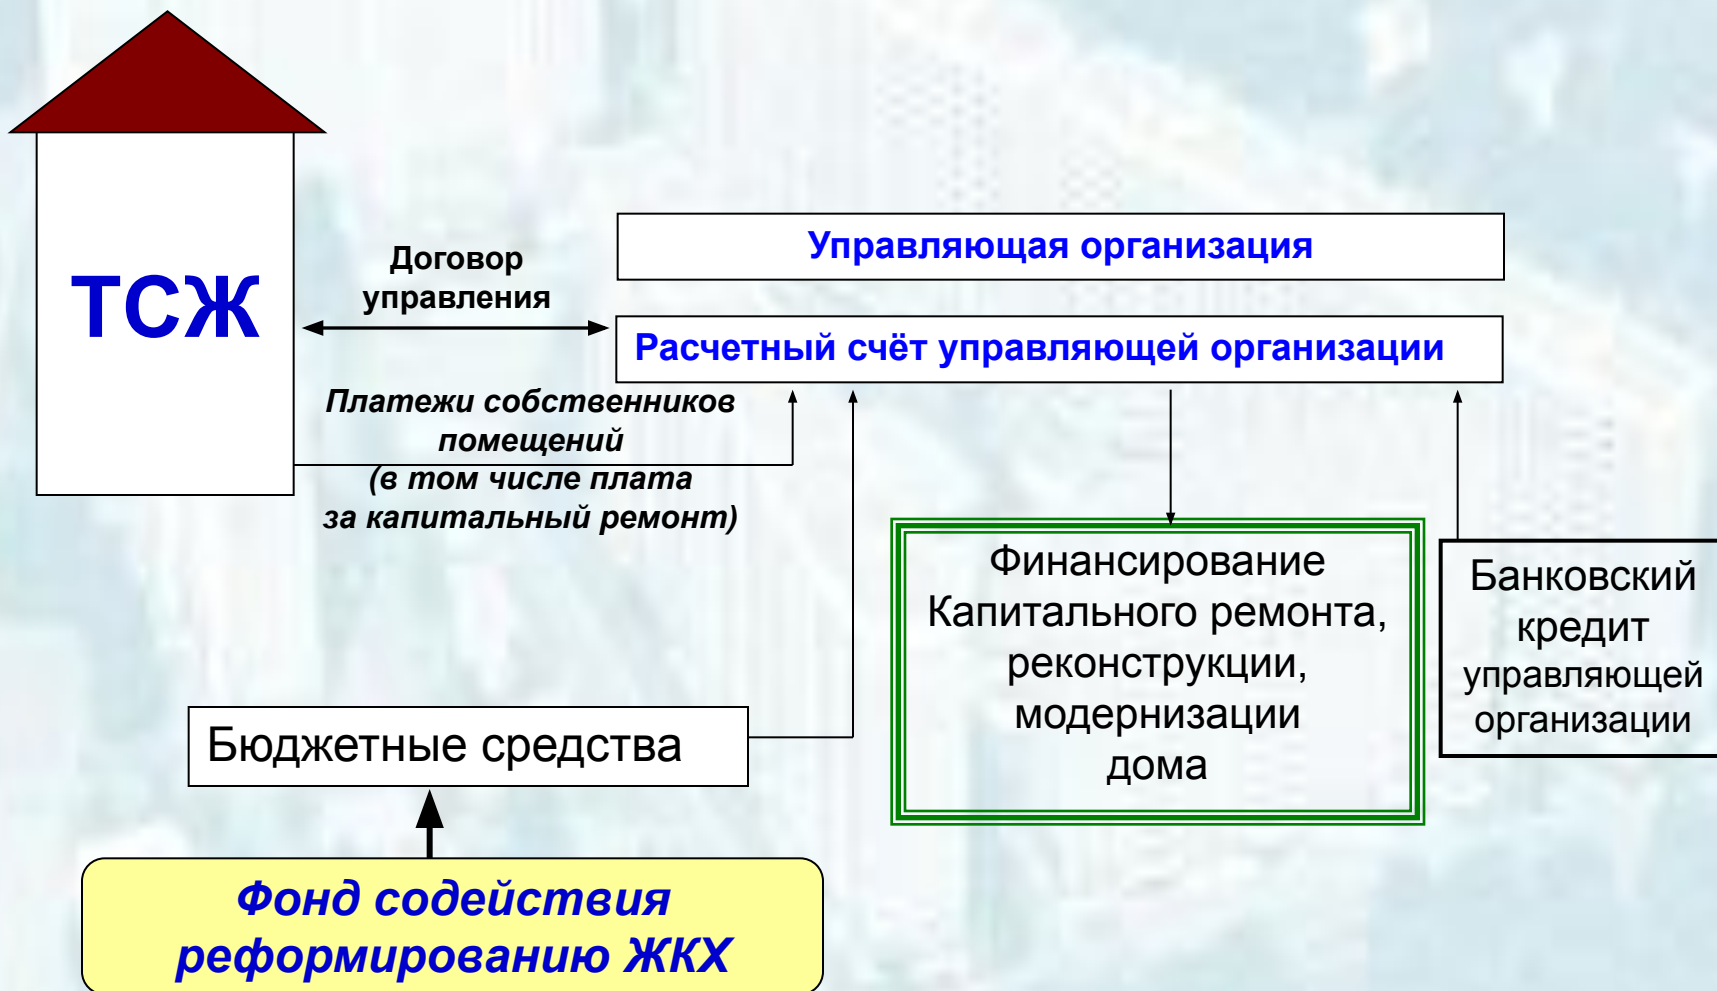 ТСЖ
Договор
управления
Управляющая организация
Расчетный счёт управляющей организации
Платежи собственников
помещений
(в том числе плата
за капитальный ремонт)
Финансирование
Капитального ремонта,
реконструкции,
модернизации
дома
Банковский
кредит
управляющей
организации
Бюджетные средства
Фонд содействия
реформированию ЖКХ